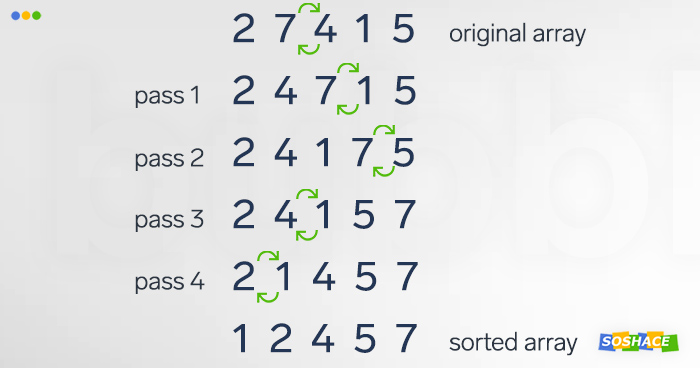 2 7 4 1 5 original array
pass 1 2 4 7 1 5
pass 2 2 4 1 7 5
pass 3 2 4 1 5 7
pass 4 2 1 4 5 7
1 2 4 5 7 sorted array
SOSHACE